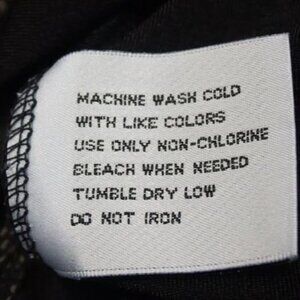 MACHINE WASH COLD
WITH LIKE COLORS
USE ONLY NON-CHLORINE
BLEACH WHEN NEEDED
TUMBLE DRY LOW
DO NOT IRON